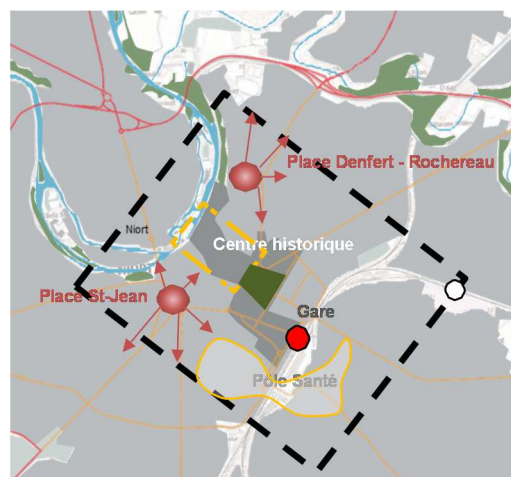 Place Denfert - Rochereau
Niort
Centre historique
Place St-Jean
Gare
Pôle Santé